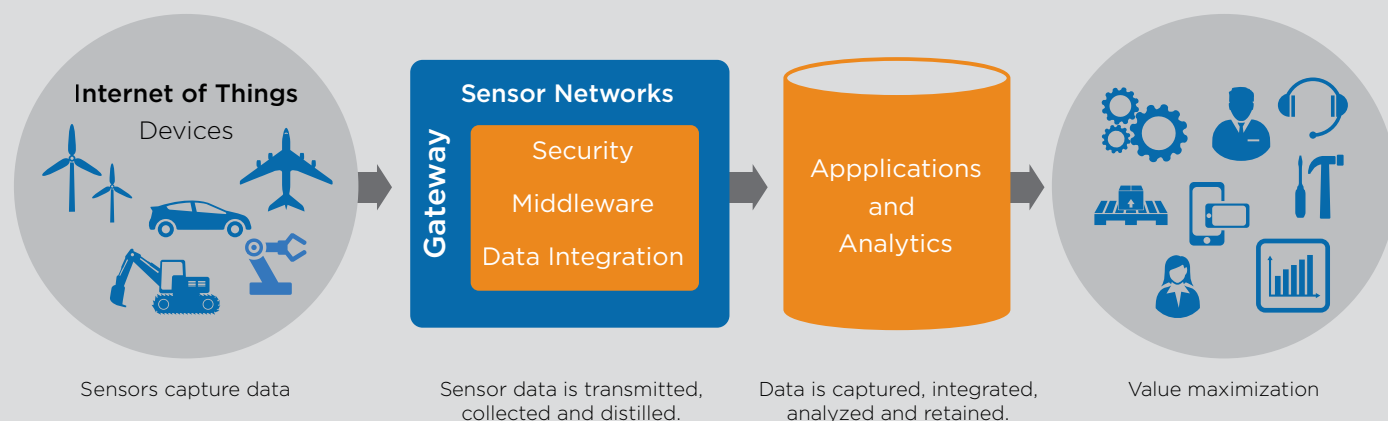 Internet of Things
Devices
Sensor Networks
Gateway
Security
Middleware
Data Integration
Appplications
and
Analytics
Sensors capture data
Sensor data is transmitted,
collected and distilled.
Data is captured, integrated,
analyzed and retained.
Value maximization